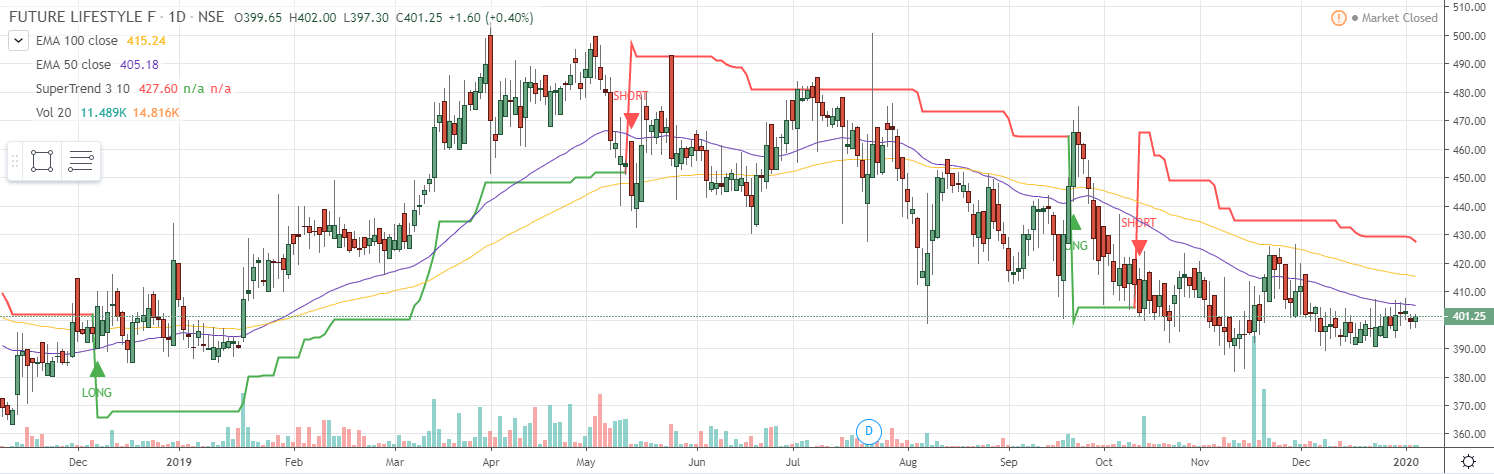 FUTURE LIFESTYLE F · 1D · NSE O399.65 H402.00 L397.30 C401.25 +1.60 (+0.40%)
! Market Closed
EMA 100 close 415.24
EMA 50 close 405.18
SuperTrend 3 10 427.60 n/a n/a
Vol 20 11.489K 14.816K
510.00
500.00
490.00
480.00
470.00
460.00
450.00
440.00
430.00
420.00
410.00
401.25
390.00
380.00
370.00
360.00
SHORT
SHORT
LONG
LONG
D
Dec 2019 Feb Mar Apr May Jun Jul Aug Sep Oct Nov Dec 2020